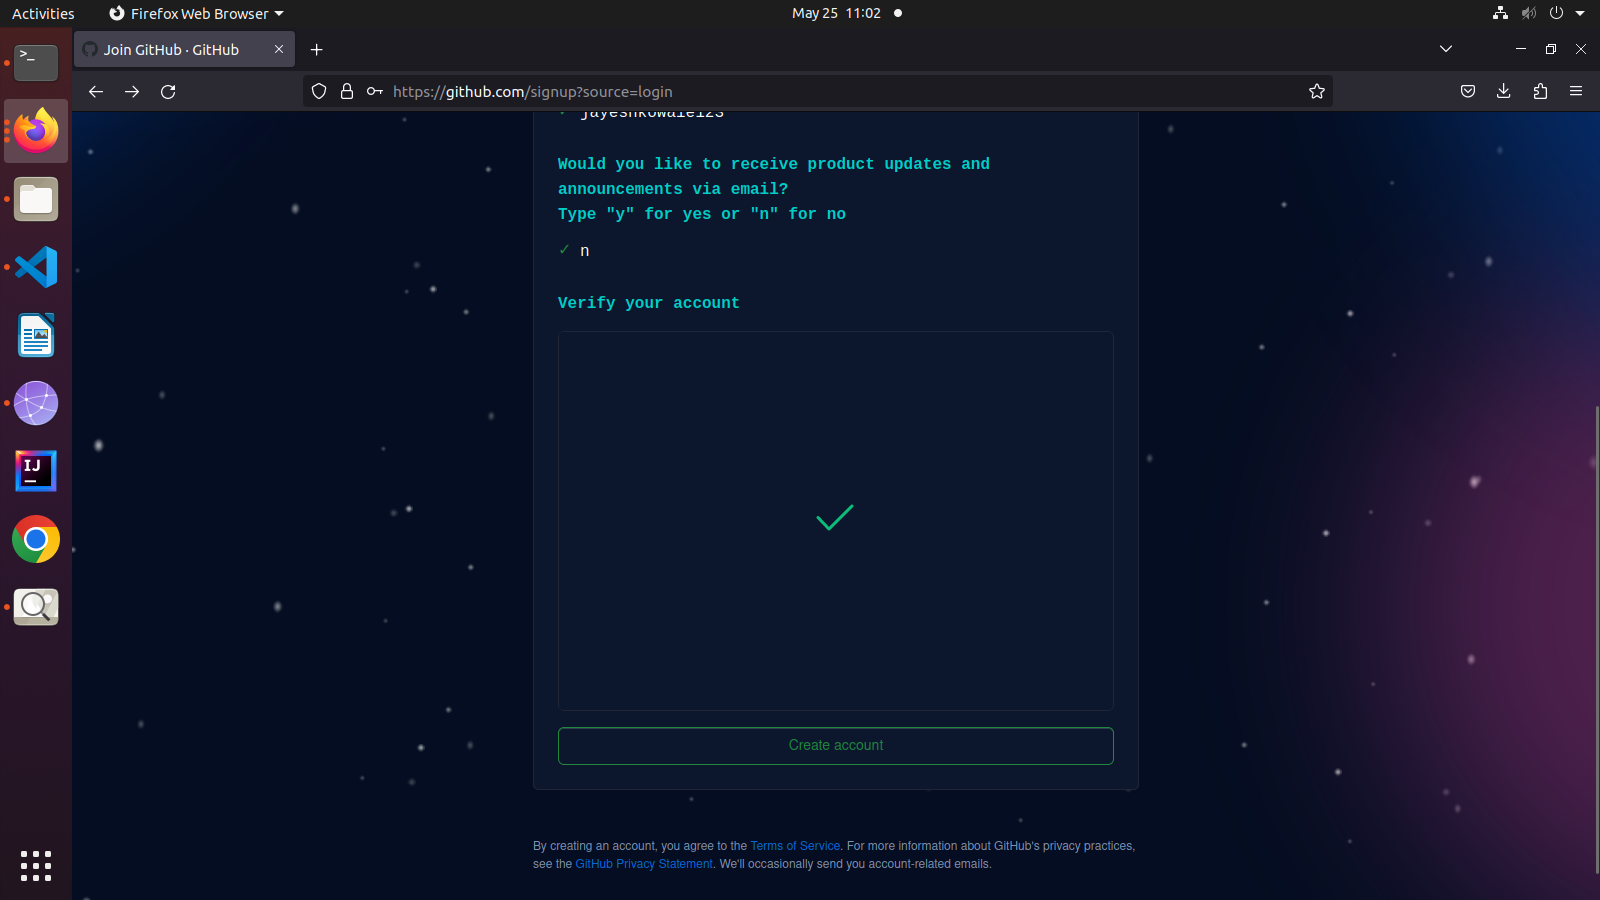 Activities
Firefox Web Browser
May 25 11:02
Join GitHub · GitHub
https://github.com/signup?source=login
jayeshkowale123
Would you like to receive product updates and
announcements via email?
Type "y" for yes or "n" for no
✓ n
Verify your account
Create account
By creating an account, you agree to the Terms of Service. For more information about GitHub's privacy practices,
see the GitHub Privacy Statement. We'll occasionally send you account-related emails.
>_
IJ